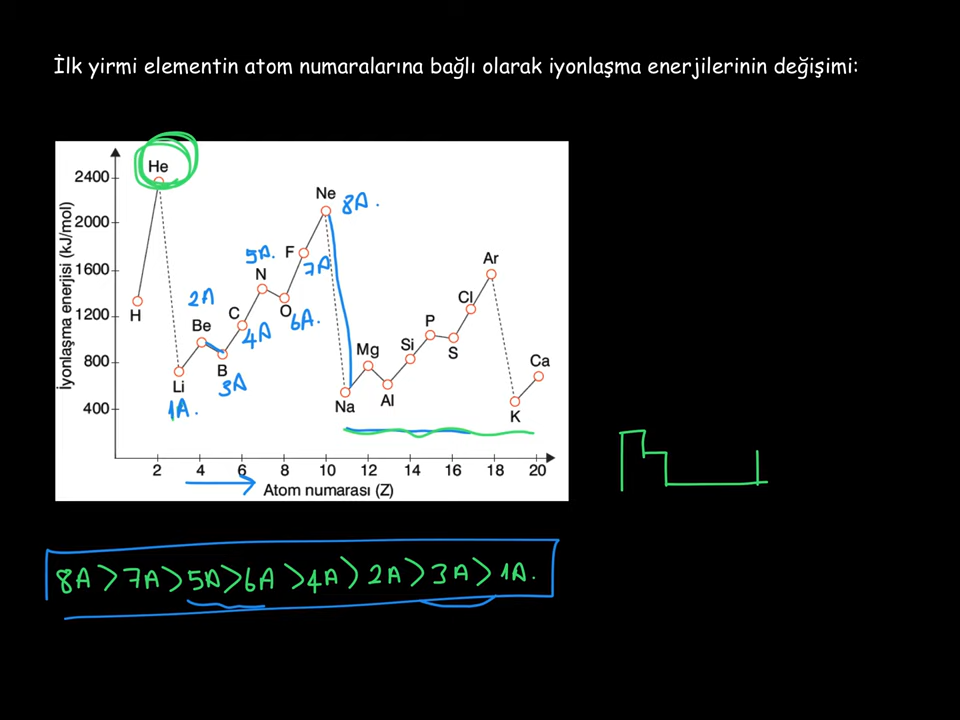 İlk yirmi elementin atom numaralarına bağlı olarak iyonlaşma enerjilerinin değişimi:
İyonlaşma enerjisi (kJ/mol)
2400
2000
1600
1200
800
400
He
Ne
8A.
5A.
F
7A
N
Ar
H
2A
Be
C
4A
O
6A.
Cl
P
Si
S
Mg
Ca
Li
B
1A.
3A
Na
Al
K
2 4 6 8 10 12 14 16 18 20
Atom numarası (Z)
8A > 7A > 5A > 6A > 4A > 2A > 3A > 1A.